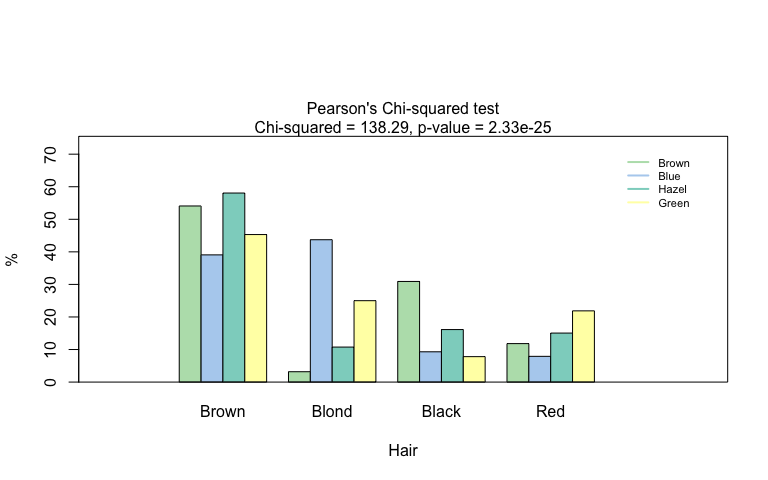 Pearson's Chi-squared test
Chi-squared = 138.29, p-value = 2.33e-25
70
60
50
40
30
20
10
0
%
Brown
Blue
Hazel
Green
Brown Blond Black Red
Hair